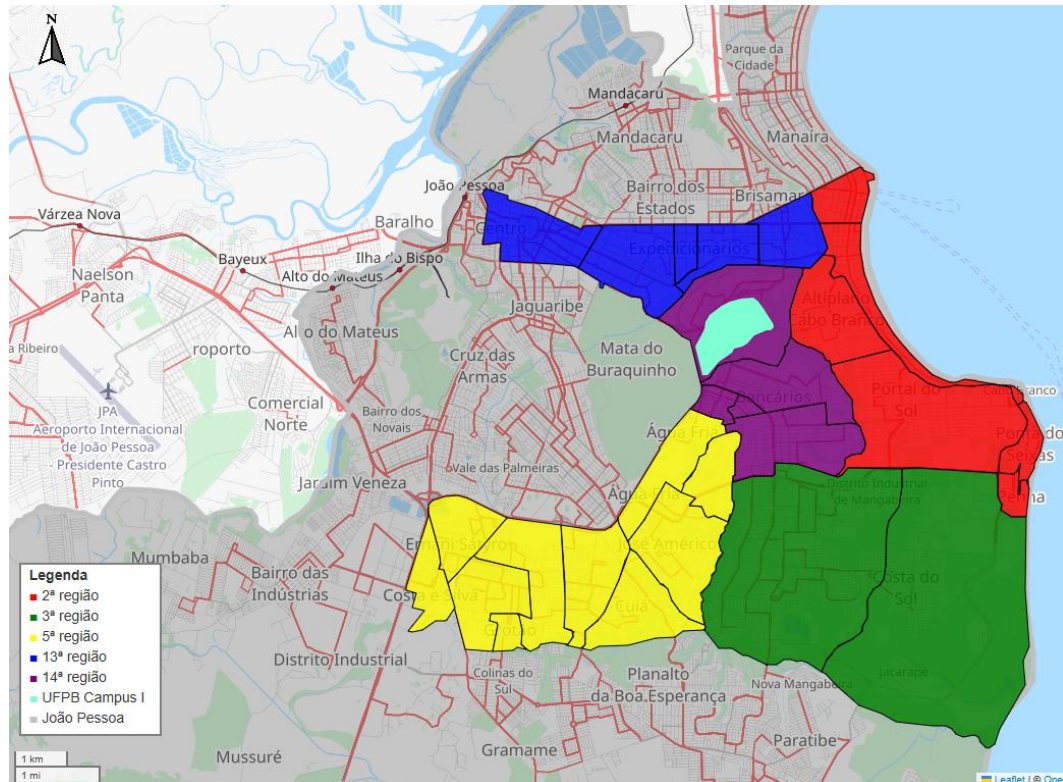 N
Parque da
Cidade
Mandacaru
Mandacaru
Manaíra
João Pessoa
Bairro dos
Estados
Brisamar
Várzea Nova
Baralho
Centro
Expedicionários
Bayeux
Ilha do Bispo
Naelson
Panta
Alto do Mateus
Jaguaribe
Altiplano
Cabo Branco
Alto do Mateus
a Ribeiro
roporto
Cruz das
Armas
Mata do
Buraquinho
JPA
Aeroporto Internacional
de João Pessoa
- Presidente Castro
Pinto
Comercial
Norte
Bairro dos
Novais
Bancários
Portal do
Sol
Cabo Branco
Água Fria
Ponta do
Seixas
Vale das Palmeiras
Jardim Veneza
Água Fria
Distrito Industrial
de Mangabeira
Penha
Mumbaba
Ernani Sátyro
José Américo
Bairro das
Indústrias
Costa e Silva
Cuiá
Costa do
Sol
Grotão
Distrito Industrial
Colinas do
Sul
Planalto
da Boa Esperança
Nova Mangabeira
Jacarapé
Mussuré
Gramame
Paratibe
Legenda
2ª região
3ª região
5ª região
13ª região
14ª região
UFPB Campus I
João Pessoa
1 km
1 mi
Leaflet | © Ope